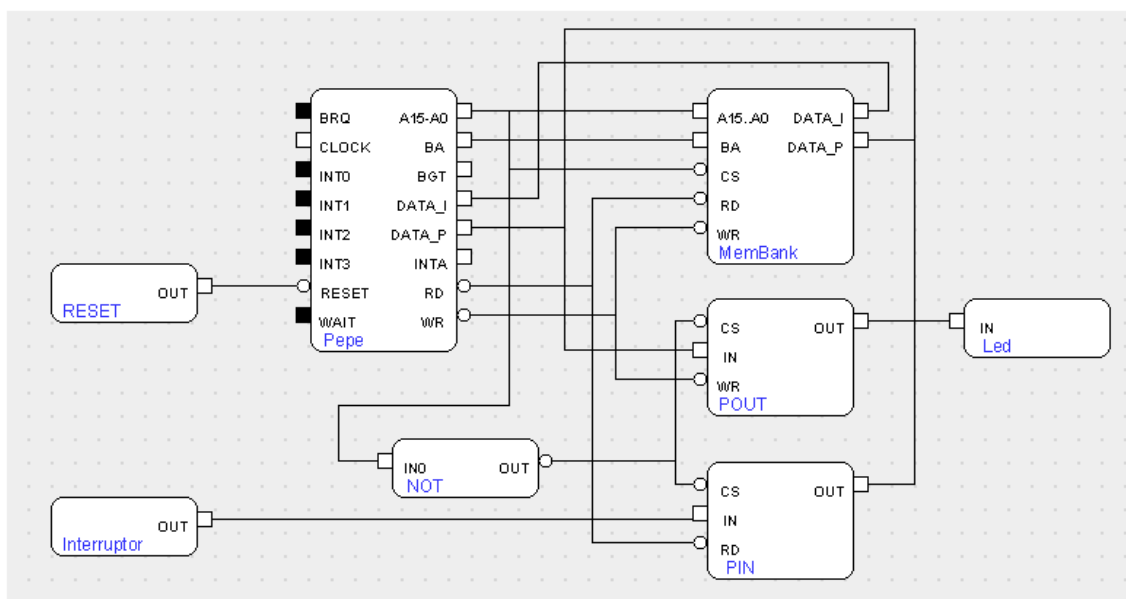 BRQ A15-A0
CLOCK BA
INT0 BGT
INT1 DATA_I
INT2 DATA_P
INT3 INTA
RESET RD
WAIT WR
Pepe
A15..A0 DATA_I
BA DATA_P
CS
RD
WR
MemBank
OUT
RESET
CS OUT
IN
WR
POUT
IN
Led
IN0 OUT
NOT
CS OUT
IN
RD
PIN
OUT
Interruptor